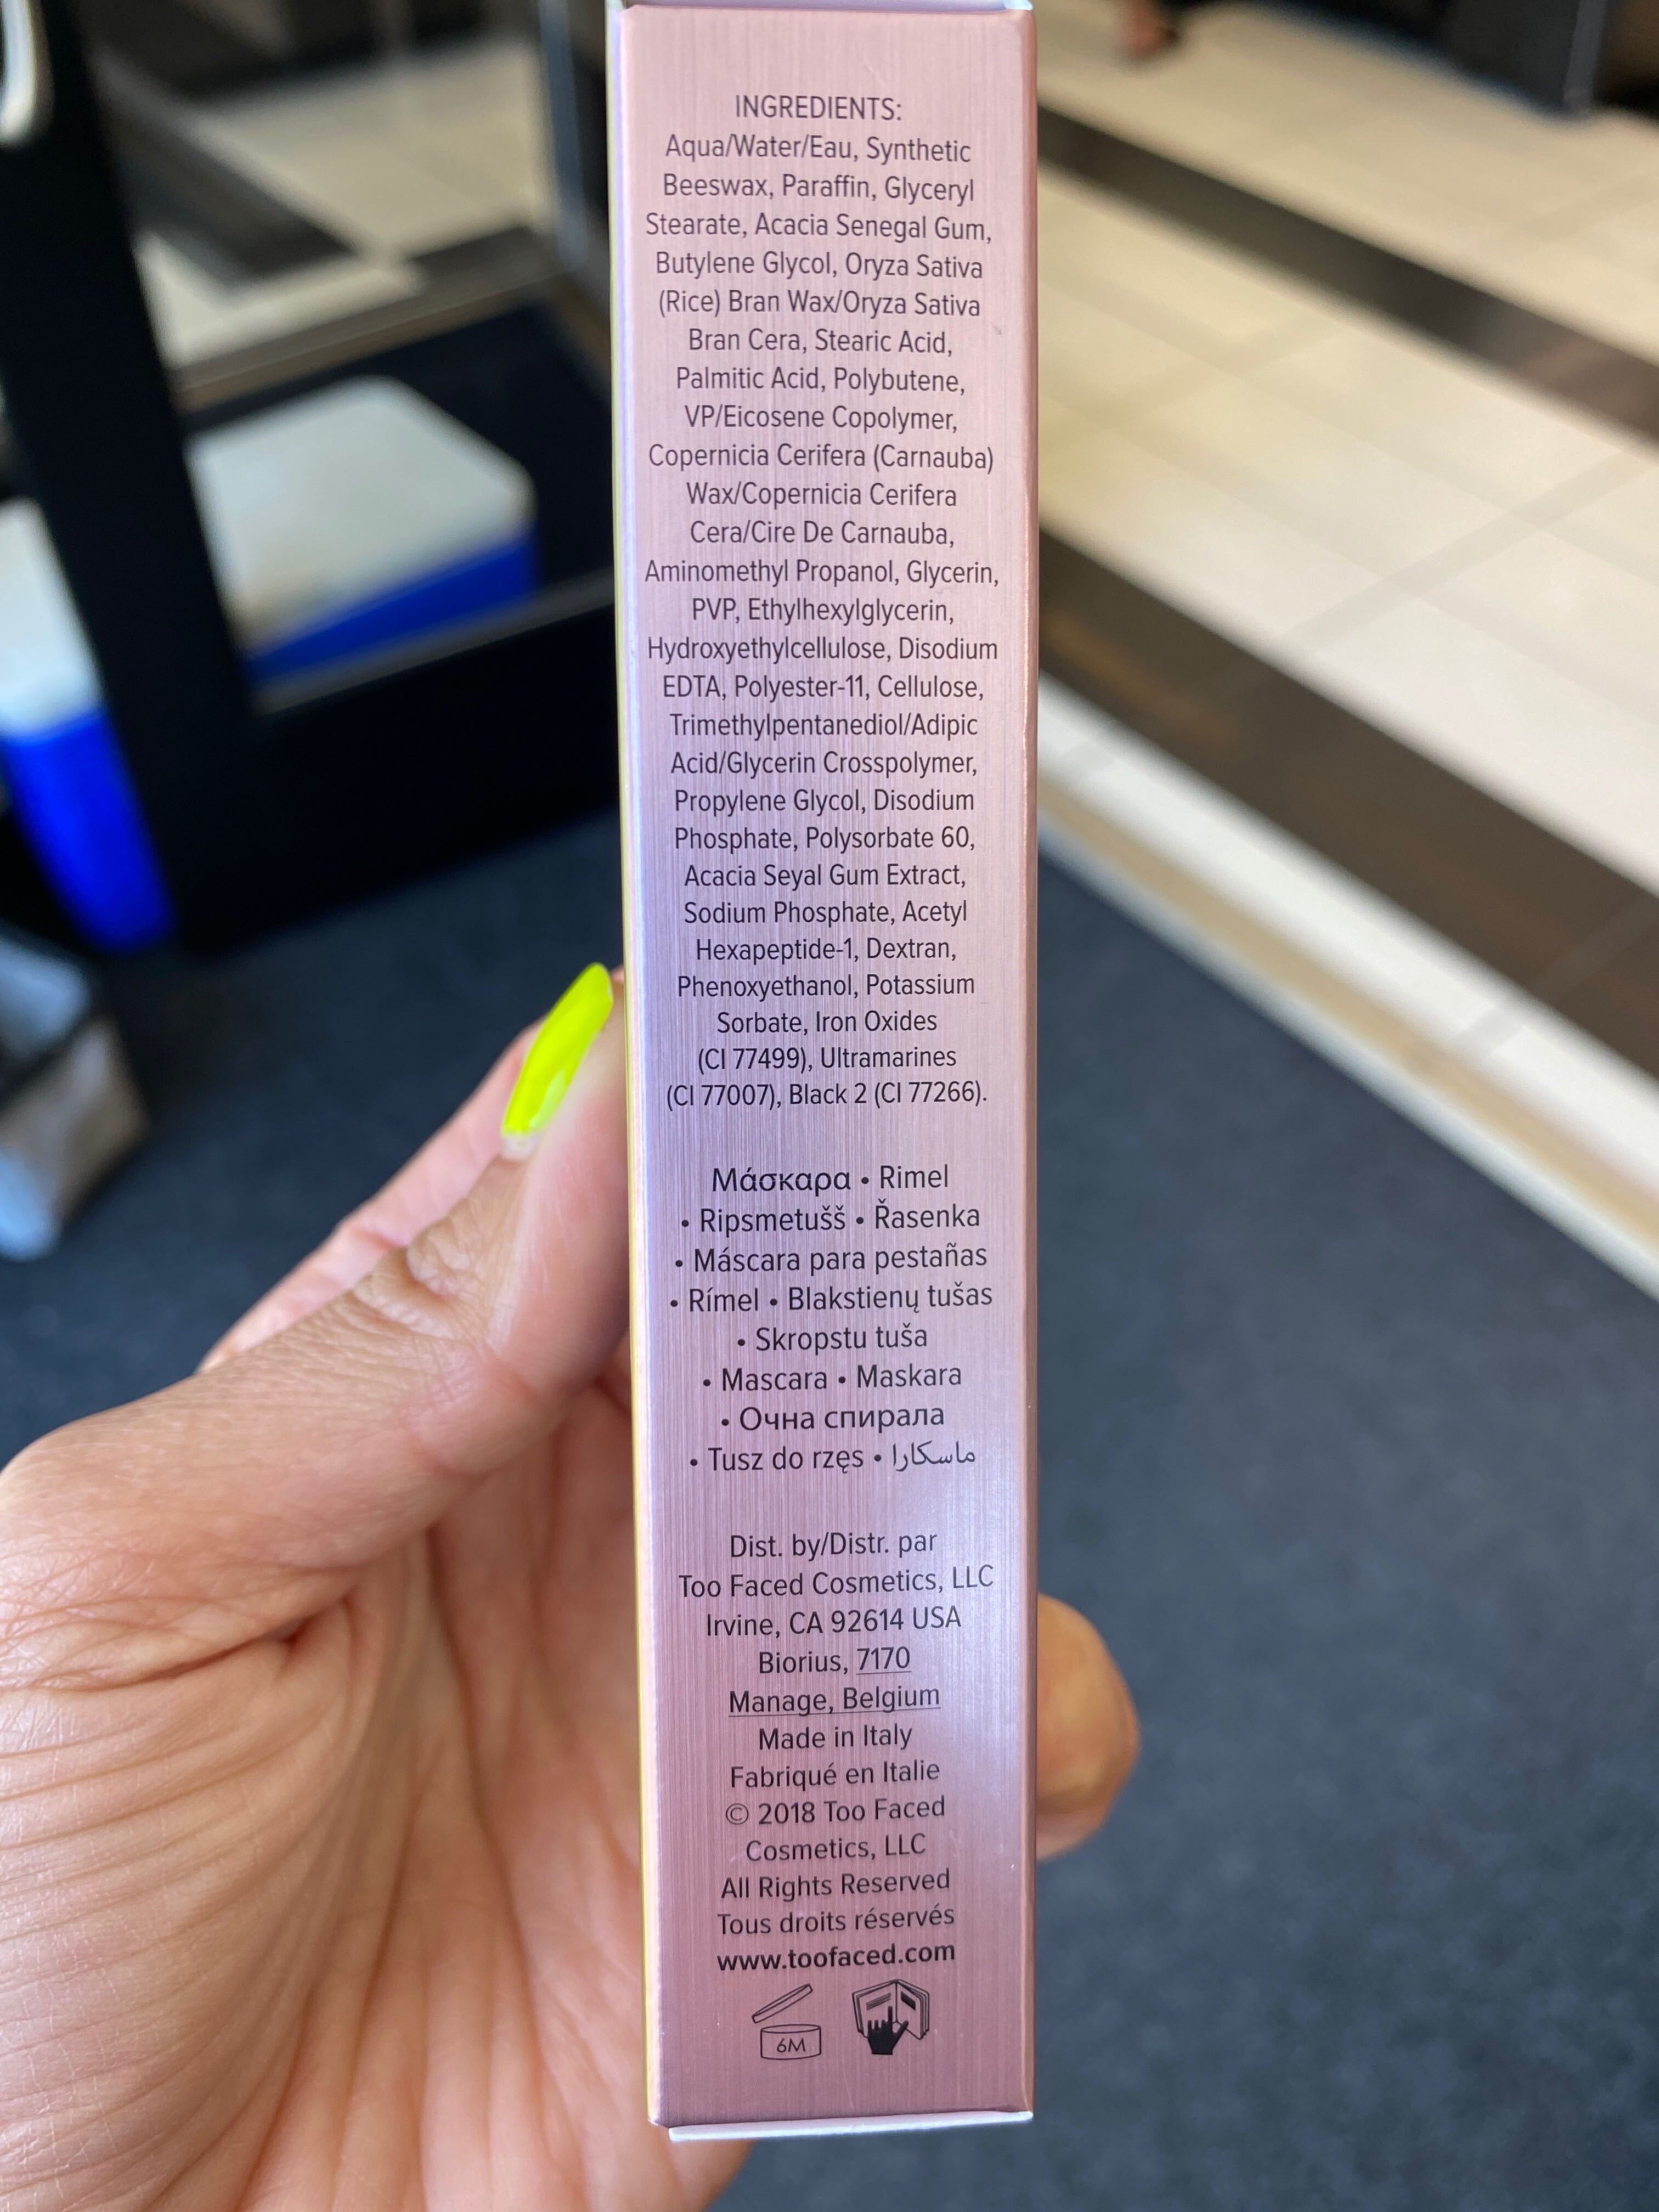 INGREDIENTS:
Aqua/Water/Eau, Synthetic
Beeswax, Paraffin, Glyceryl
Stearate, Acacia Senegal Gum,
Butylene Glycol, Oryza Sativa
(Rice) Bran Wax/Oryza Sativa
Bran Cera, Stearic Acid,
Palmitic Acid, Polybutene,
VP/Eicosene Copolymer,
Copernicia Cerifera (Carnauba)
Wax/Copernicia Cerifera
Cera/Cire De Carnauba,
Aminomethyl Propanol, Glycerin,
PVP, Ethylhexylglycerin,
Hydroxyethylcellulose, Disodium
EDTA, Polyester-11, Cellulose,
Trimethylpentanediol/Adipic
Acid/Glycerin Crosspolymer,
Propylene Glycol, Disodium
Phosphate, Polysorbate 60,
Acacia Seyal Gum Extract,
Sodium Phosphate, Acetyl
Hexapeptide-1, Dextran,
Phenoxyethanol, Potassium
Sorbate, Iron Oxides
(CI 77499), Ultramarines
(CI 77007), Black 2 (CI 77266).
Μάσκαρα • Rimel
• Ripsmetušš • Řasenka
• Máscara para pestañas
• Rímel • Blakstienų tušas
• Skropstu tuša
• Mascara • Maskara
• Очна спирала
• Tusz do rzęs • ماسكارا
Dist. by/Distr. par
Too Faced Cosmetics, LLC
Irvine, CA 92614 USA
Biorius, 7170
Manage, Belgium
Made in Italy
Fabriqué en Italie
© 2018 Too Faced
Cosmetics, LLC
All Rights Reserved
Tous droits réservés
www.toofaced.com
6M